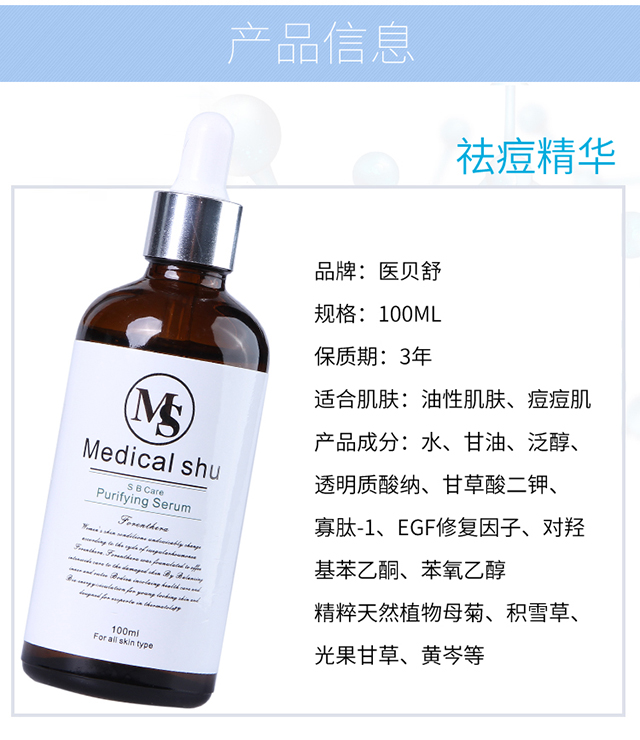 产品信息
祛痘精华
品牌：医贝舒
规格：100ML
保质期：3年
适合肌肤：油性肌肤、痘痘肌
产品成分：水、甘油、泛醇、
透明质酸纳、甘草酸二钾、
寡肽-1、EGF修复因子、对羟
基苯乙酮、苯氧乙醇
精粹天然植物母菊、积雪草、
光果甘草、黄岑等
MS
Medical shu
S B Care
Purifying Serum
Forenthera
100ml
For all skin type